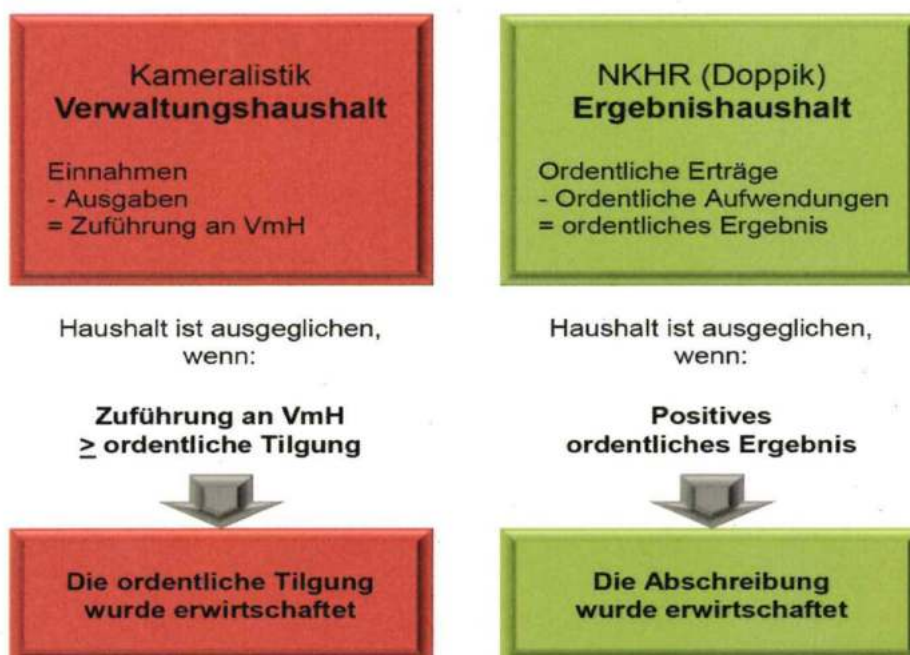 Kameralistik
Verwaltungshaushalt
Einnahmen
- Ausgaben
= Zuführung an VmH
Haushalt ist ausgeglichen,
wenn:
Zuführung an VmH
≥ ordentliche Tilgung
Die ordentliche Tilgung
wurde erwirtschaftet
NKHR (Doppik)
Ergebnishaushalt
Ordentliche Erträge
- Ordentliche Aufwendungen
= ordentliches Ergebnis
Haushalt ist ausgeglichen,
wenn:
Positives
ordentliches Ergebnis
Die Abschreibung
wurde erwirtschaftet